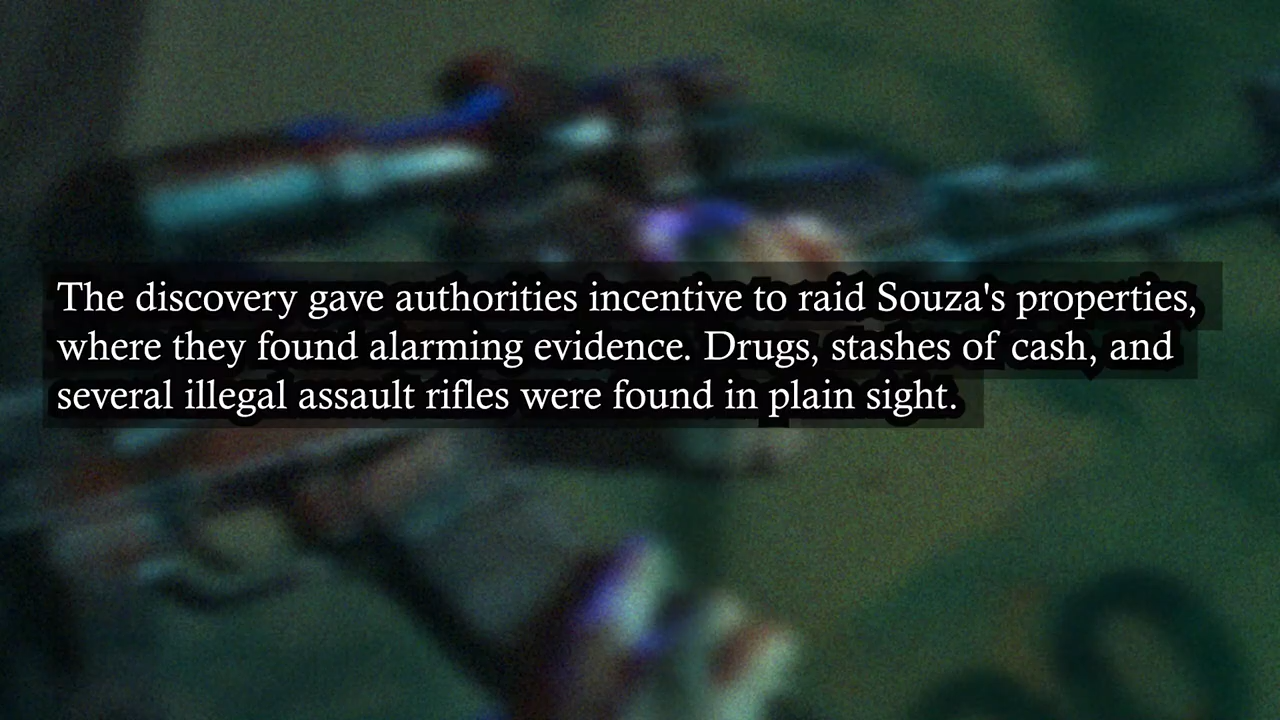 The discovery gave authorities incentive to raid Souza's properties,
where they found alarming evidence. Drugs, stashes of cash, and
several illegal assault rifles were found in plain sight.